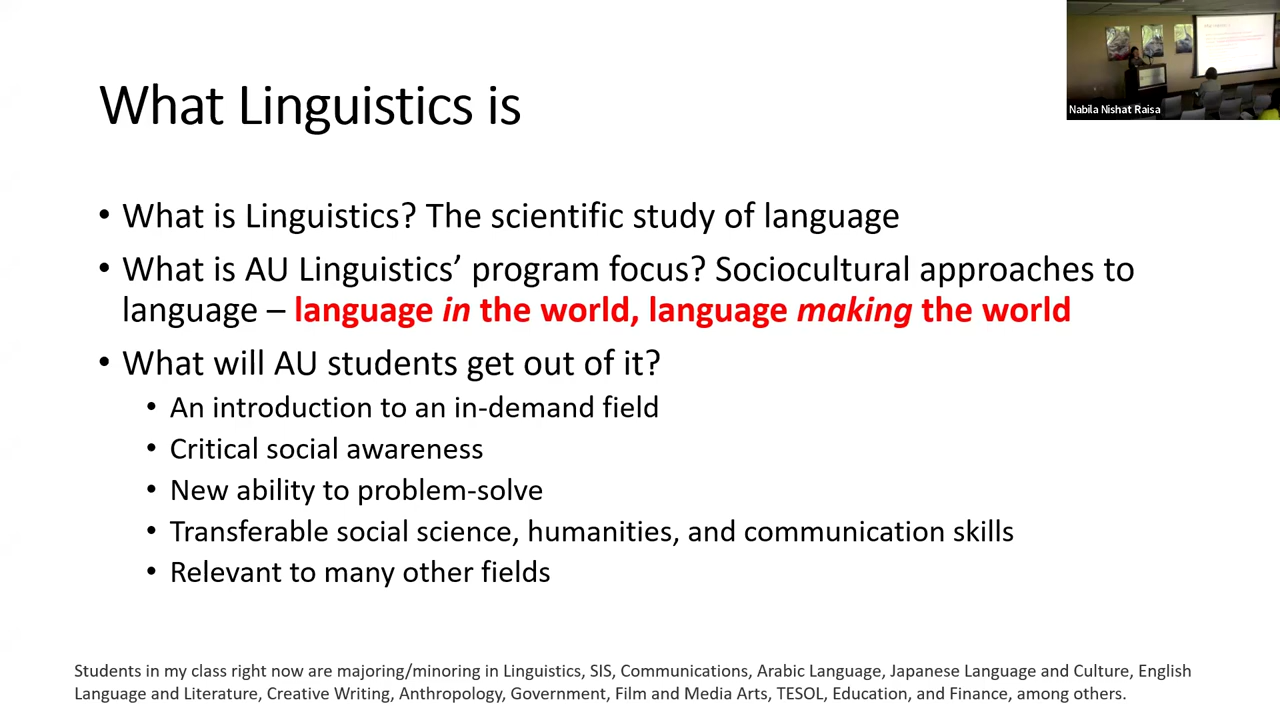 Nabila Nishat Raisa
What Linguistics is
• What is Linguistics? The scientific study of language
• What is AU Linguistics’ program focus? Sociocultural approaches to
language – language in the world, language making the world
• What will AU students get out of it?
• An introduction to an in-demand field
• Critical social awareness
• New ability to problem-solve
• Transferable social science, humanities, and communication skills
• Relevant to many other fields
Students in my class right now are majoring/minoring in Linguistics, SIS, Communications, Arabic Language, Japanese Language and Culture, English
Language and Literature, Creative Writing, Anthropology, Government, Film and Media Arts, TESOL, Education, and Finance, among others.